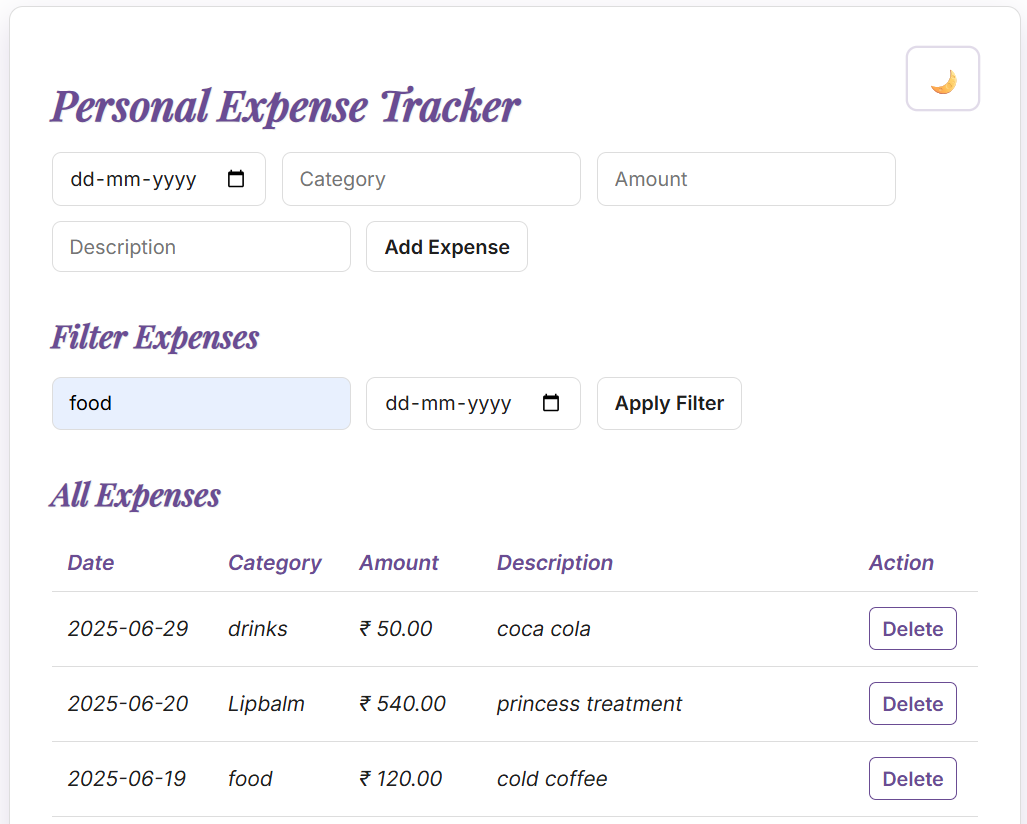 Personal Expense Tracker
dd-mm-yyyy Category Amount
Description Add Expense
Filter Expenses
food dd-mm-yyyy Apply Filter
All Expenses
Date Category Amount Description Action
2025-06-29 drinks ₹ 50.00 coca cola Delete
2025-06-20 Lipbalm ₹ 540.00 princess treatment Delete
2025-06-19 food ₹ 120.00 cold coffee Delete